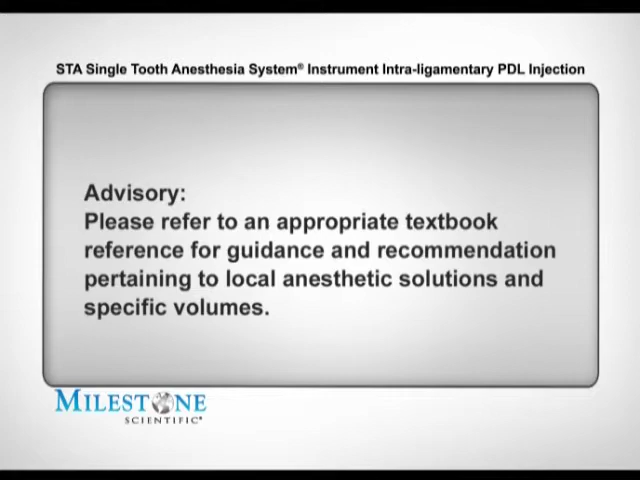 STA Single Tooth Anesthesia System® Instrument Intra-ligamentary PDL Injection
Advisory:
Please refer to an appropriate textbook
reference for guidance and recommendation
pertaining to local anesthetic solutions and
specific volumes.
MILESTONE
SCIENTIFIC®